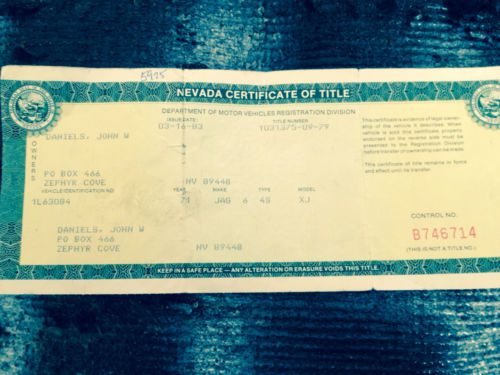 5925
NEVADA CERTIFICATE OF TITLE
DEPARTMENT OF MOTOR VEHICLES REGISTRATION DIVISION
ISSUE DATE TITLE NUMBER
03-16-83 YU31375-09-79
OWNERS
DANIELS, JOHN W
PO BOX 466
ZEPHYR COVE NV 89448
VEHICLE IDENTIFICATION NO YEAR MAKE TYPE MODEL
1L63084 71 JAG 6 4S XJ
DANIELS, JOHN W
PO BOX 466
ZEPHYR COVE NV 89448
This certificate is evidence of legal owner-
ship of the vehicle it describes. When
vehicle is sold this certificate properly
endorsed on the reverse side must be
presented to the Registration Division
before transfer of ownership can be made.
This certificate of title remains in force
and effect until its transfer.
CONTROL NO.
B746714
(THIS IS NOT A TITLE NO.)
KEEP IN A SAFE PLACE — ANY ALTERATION OR ERASURE VOIDS THIS TITLE.